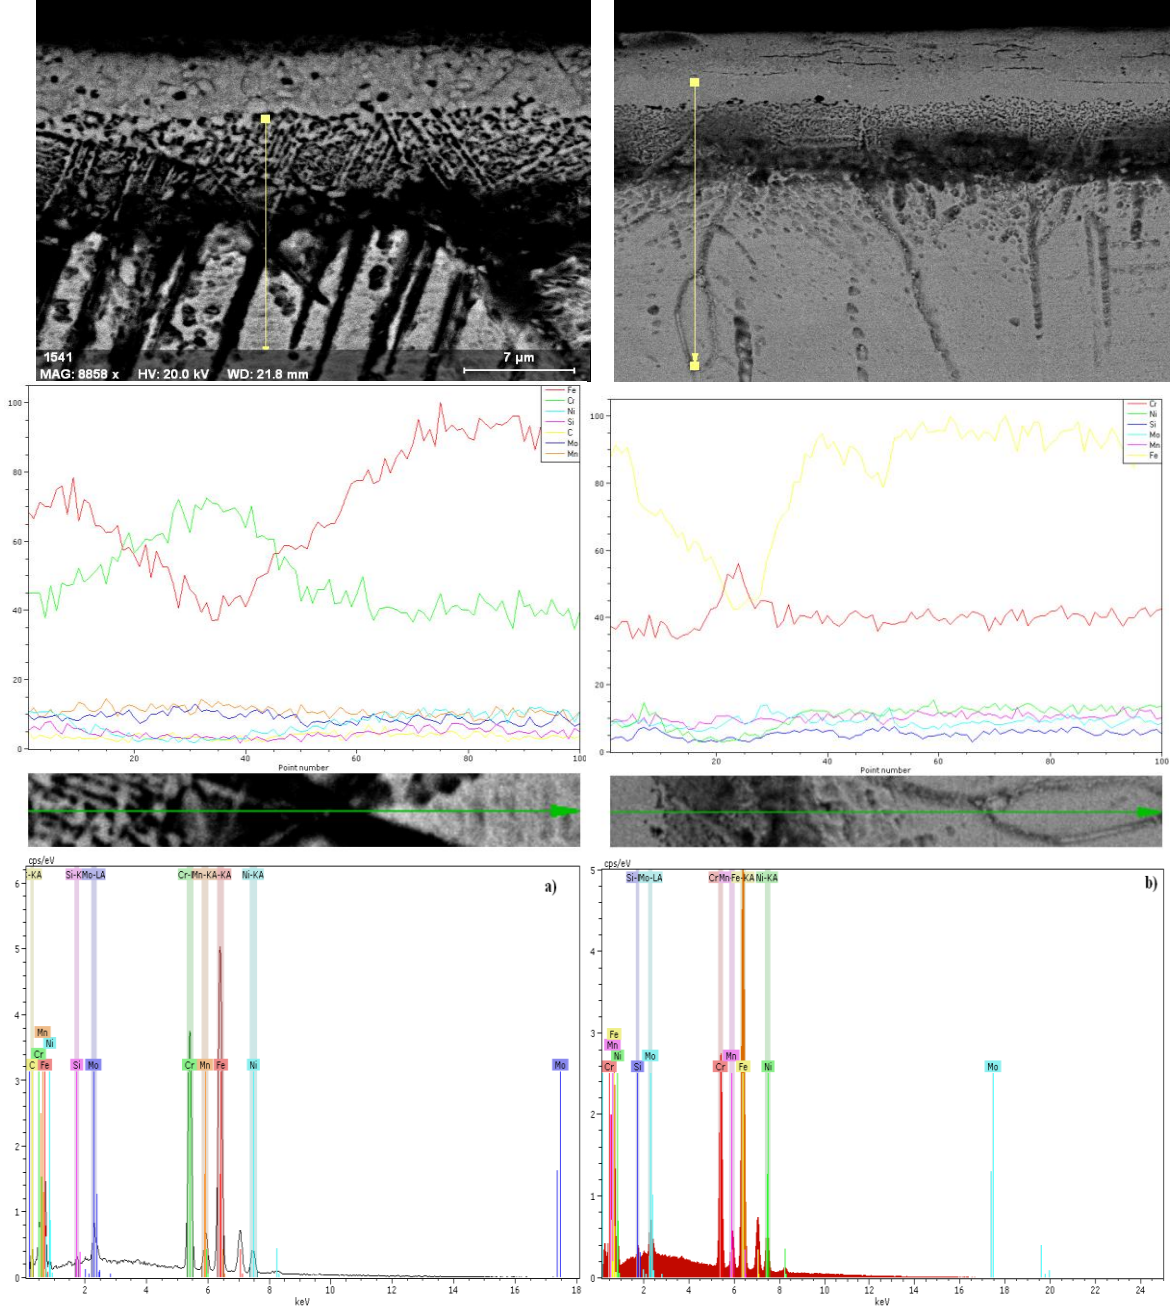 1541
7 µm
MAG: 8858 x HV: 20.0 kV WD: 21.8 mm
100
80
60
40
20
0
Fe
Cr
Ni
Si
C
Mo
Mn
20
40
60
80
100
Point number
100
80
60
40
20
0
Cr
Ni
Si
Mo
Mn
Fe
20
40
60
80
100
Point number
cps/eV
a)
-KA Si-K Mo-LA Cr- Mn-KA -KA Ni-KA
6
5
4
3
2
1
0
Mn
Ni
Cr
C Fe Si Mo Cr Mn Fe Ni Mo
2 4 6 8 10 12 14 16 18
keV
cps/eV
b)
Si- Mo-LA Cr Mn- Fe-KA Ni-KA
5
4
3
2
1
0
Fe
Mn
Ni Mo
Cr Si Cr Mn Fe Ni Mo
2 4 6 8 10 12 14 16 18 20 22 24
keV